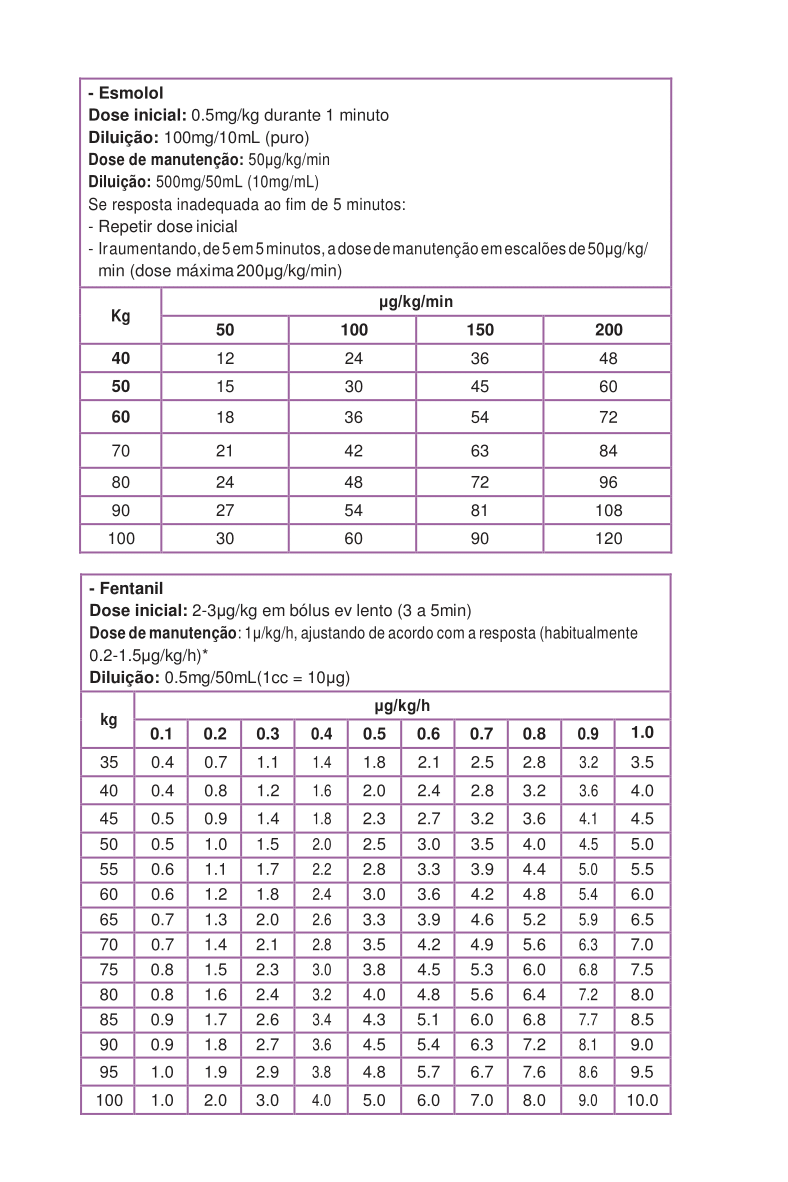 - Esmolol
Dose inicial: 0.5mg/kg durante 1 minuto
Diluição: 100mg/10mL (puro)
Dose de manutenção: 50µg/kg/min
Diluição: 500mg/50mL (10mg/mL)
Se resposta inadequada ao fim de 5 minutos:
- Repetir dose inicial
- Ir aumentando, de 5 em 5 minutos, a dose de manutenção em escalões de 50µg/kg/
min (dose máxima 200µg/kg/min)
Kg µg/kg/min
50 100 150 200
40 12 24 36 48
50 15 30 45 60
60 18 36 54 72
70 21 42 63 84
80 24 48 72 96
90 27 54 81 108
100 30 60 90 120
- Fentanil
Dose inicial: 2-3µg/kg em bólus ev lento (3 a 5min)
Dose de manutenção: 1µ/kg/h, ajustando de acordo com a resposta (habitualmente
0.2-1.5µg/kg/h)*
Diluição: 0.5mg/50mL(1cc = 10µg)
kg µg/kg/h
0.1 0.2 0.3 0.4 0.5 0.6 0.7 0.8 0.9 1.0
35 0.4 0.7 1.1 1.4 1.8 2.1 2.5 2.8 3.2 3.5
40 0.4 0.8 1.2 1.6 2.0 2.4 2.8 3.2 3.6 4.0
45 0.5 0.9 1.4 1.8 2.3 2.7 3.2 3.6 4.1 4.5
50 0.5 1.0 1.5 2.0 2.5 3.0 3.5 4.0 4.5 5.0
55 0.6 1.1 1.7 2.2 2.8 3.3 3.9 4.4 5.0 5.5
60 0.6 1.2 1.8 2.4 3.0 3.6 4.2 4.8 5.4 6.0
65 0.7 1.3 2.0 2.6 3.3 3.9 4.6 5.2 5.9 6.5
70 0.7 1.4 2.1 2.8 3.5 4.2 4.9 5.6 6.3 7.0
75 0.8 1.5 2.3 3.0 3.8 4.5 5.3 6.0 6.8 7.5
80 0.8 1.6 2.4 3.2 4.0 4.8 5.6 6.4 7.2 8.0
85 0.9 1.7 2.6 3.4 4.3 5.1 6.0 6.8 7.7 8.5
90 0.9 1.8 2.7 3.6 4.5 5.4 6.3 7.2 8.1 9.0
95 1.0 1.9 2.9 3.8 4.8 5.7 6.7 7.6 8.6 9.5
100 1.0 2.0 3.0 4.0 5.0 6.0 7.0 8.0 9.0 10.0